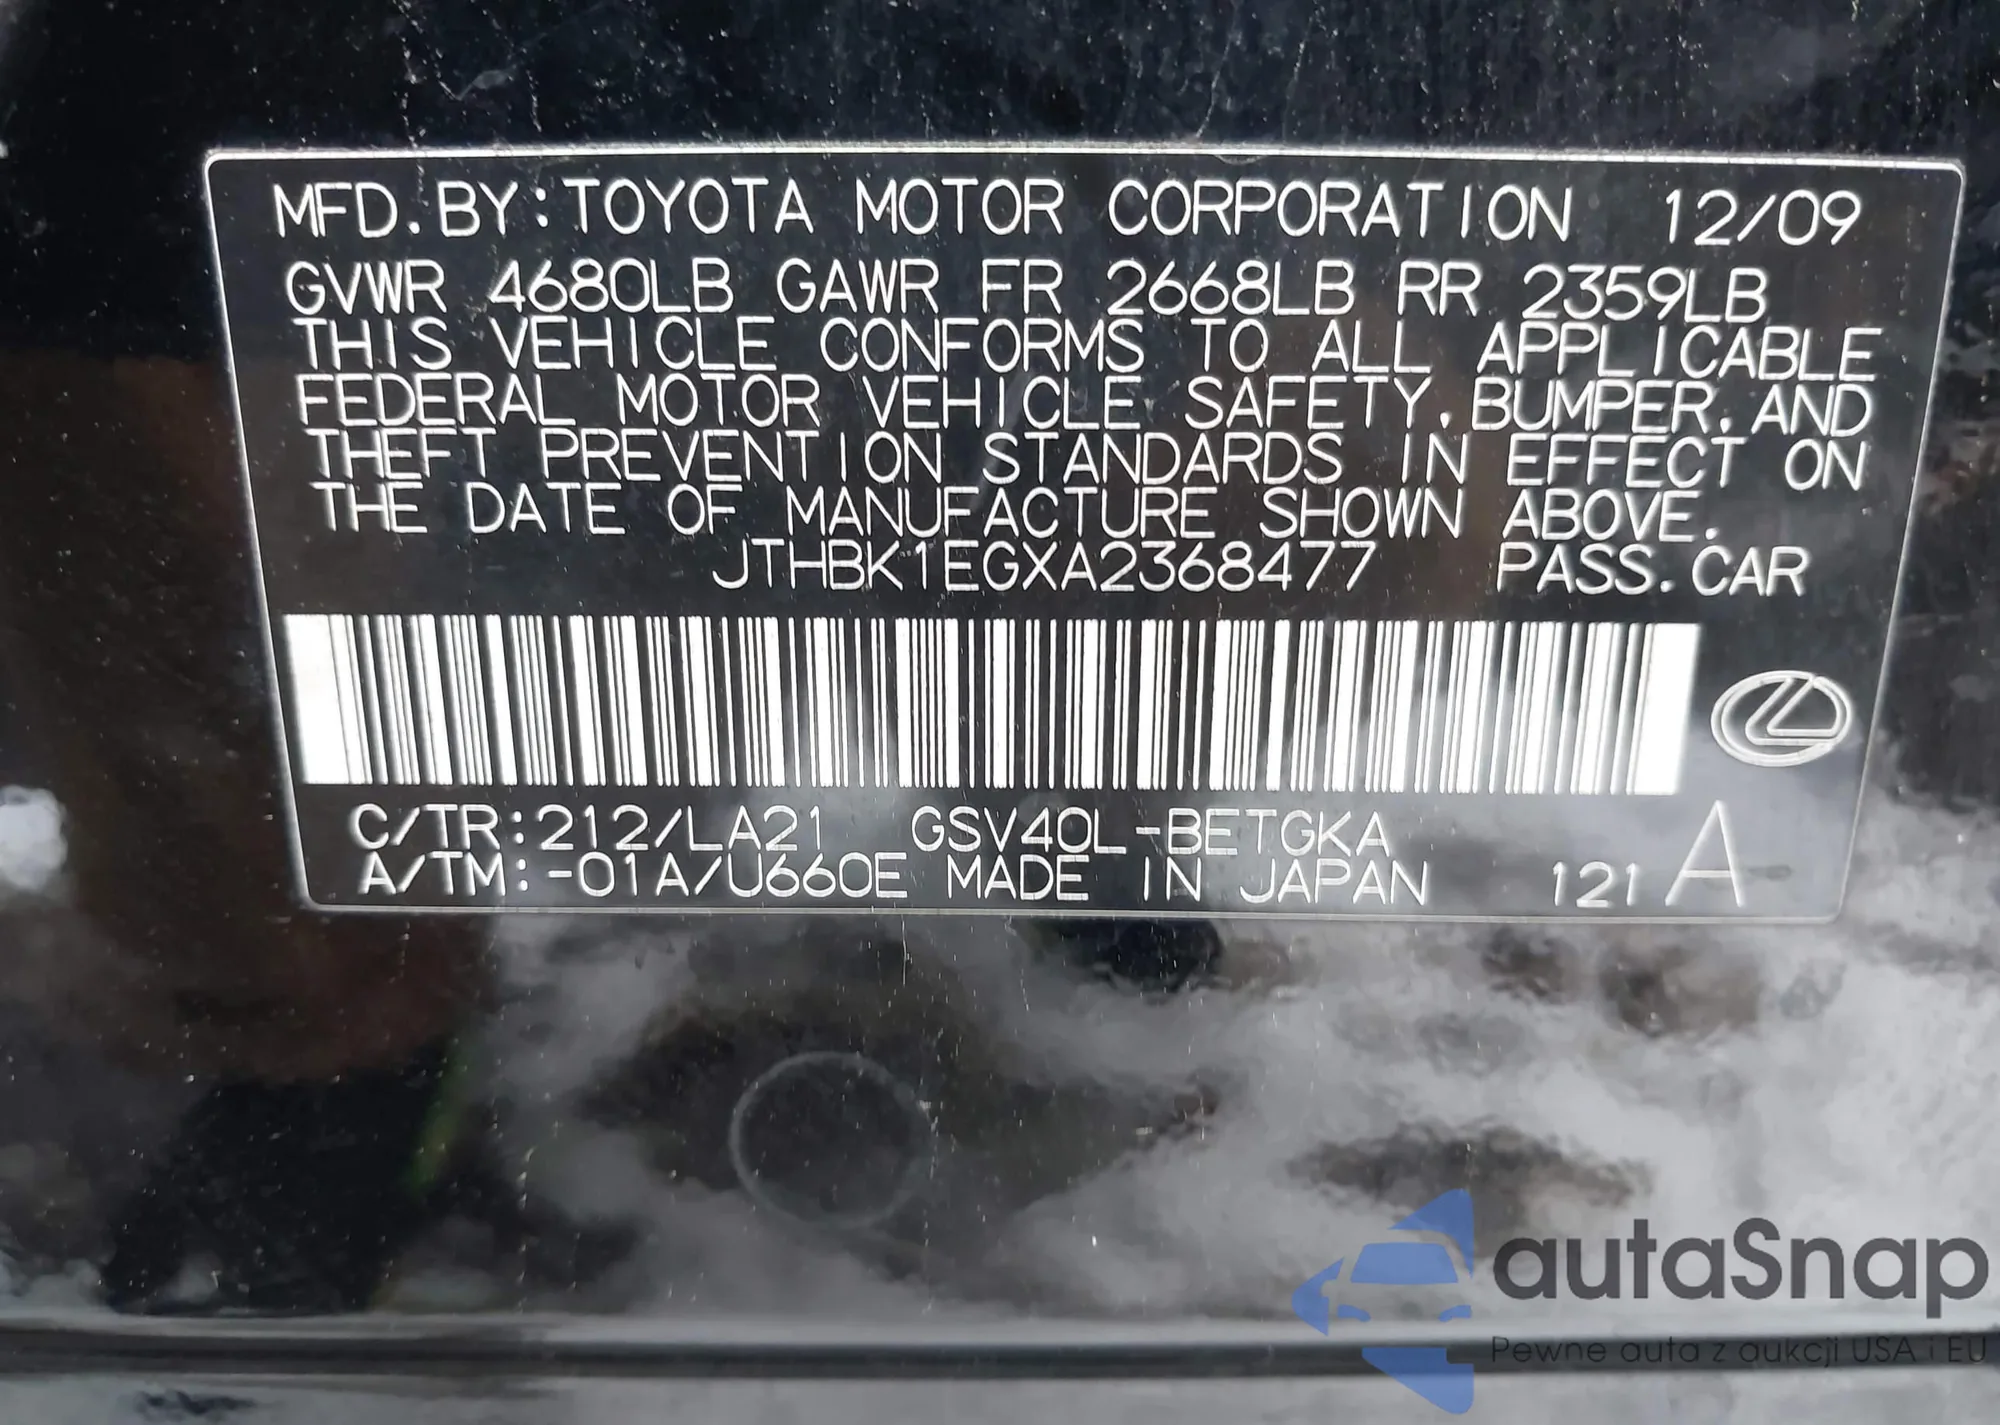 MFD.BY:TOYOTA MOTOR CORPORATION 12/09
GVWR 4680LB GAWR FR 2668LB RR 2359LB
THIS VEHICLE CONFORMS TO ALL APPLICABLE
FEDERAL MOTOR VEHICLE SAFETY,BUMPER,AND
THEFT PREVENTION STANDARDS IN EFFECT ON
THE DATE OF MANUFACTURE SHOWN ABOVE.
JTHBK1EGXA2368477 PASS.CAR
C/TR:212/LA21 GSV40L-BETGKA
A/TM:-01A/U660E MADE IN JAPAN 121 A
autaSnap
Pewne auta z aukcji USA i EU